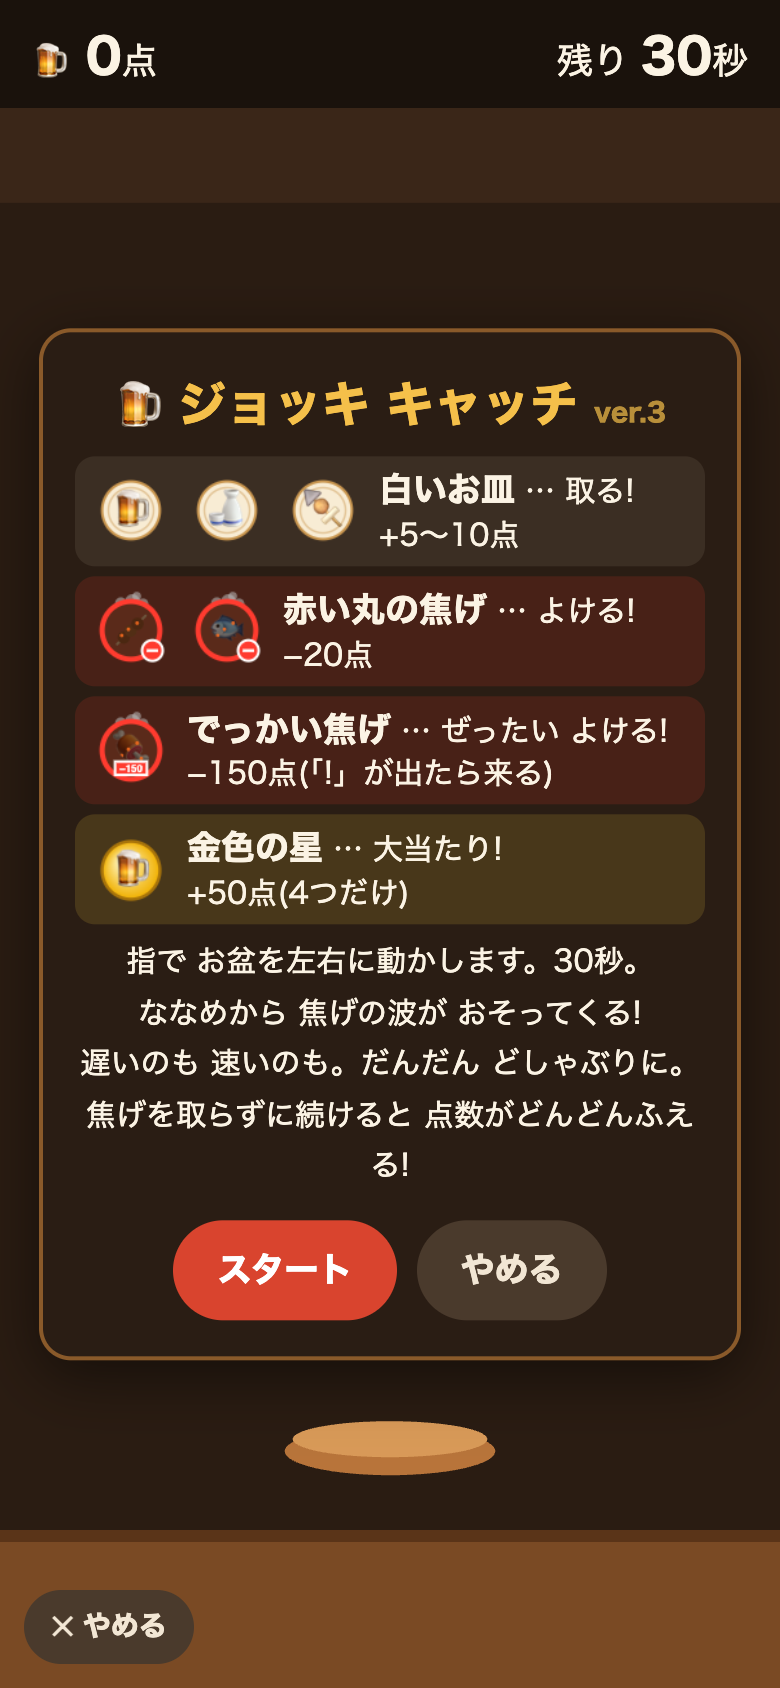 0点
残り 30秒
ジョッキ キャッチ ver.3
白いお皿 … 取る!
+5〜10点
赤い丸の焦げ … よける!
−20点
でっかい焦げ … ぜったい よける!
−150点(「!」が出たら来る)
−150
金色の星 … 大当たり!
+50点(4つだけ)
指で お盆を左右に動かします。30秒。
ななめから 焦げの波が おそってくる!
遅いのも 速いのも。だんだん どしゃぶりに。
焦げを取らずに続けると 点数がどんどんふえ
る!
スタート
やめる
× やめる